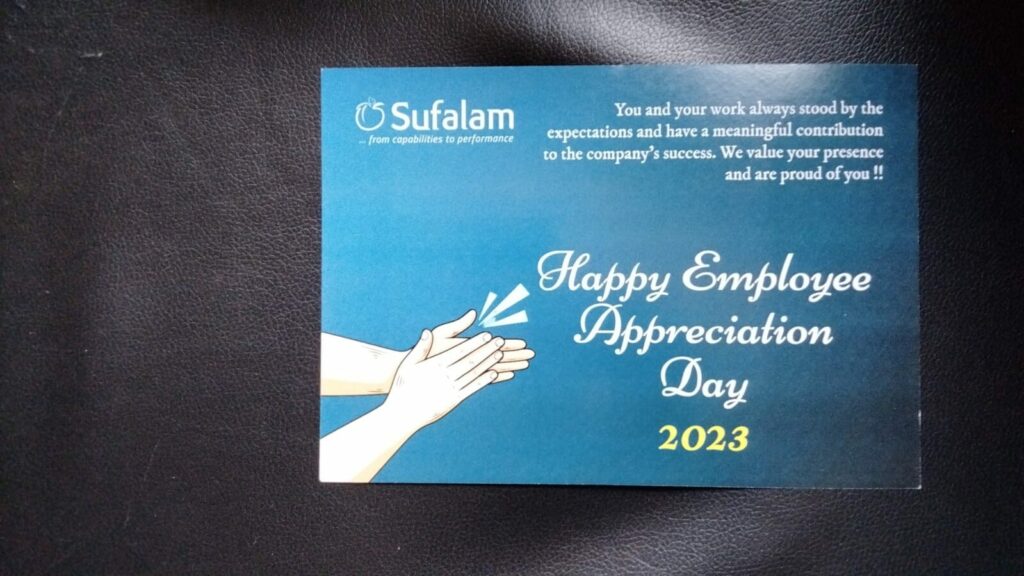 Sufalam
... from capabilities to performance
You and your work always stood by the
expectations and have a meaningful contribution
to the company's success. We value your presence
and are proud of you !!
Happy Employee
Appreciation
Day
2023